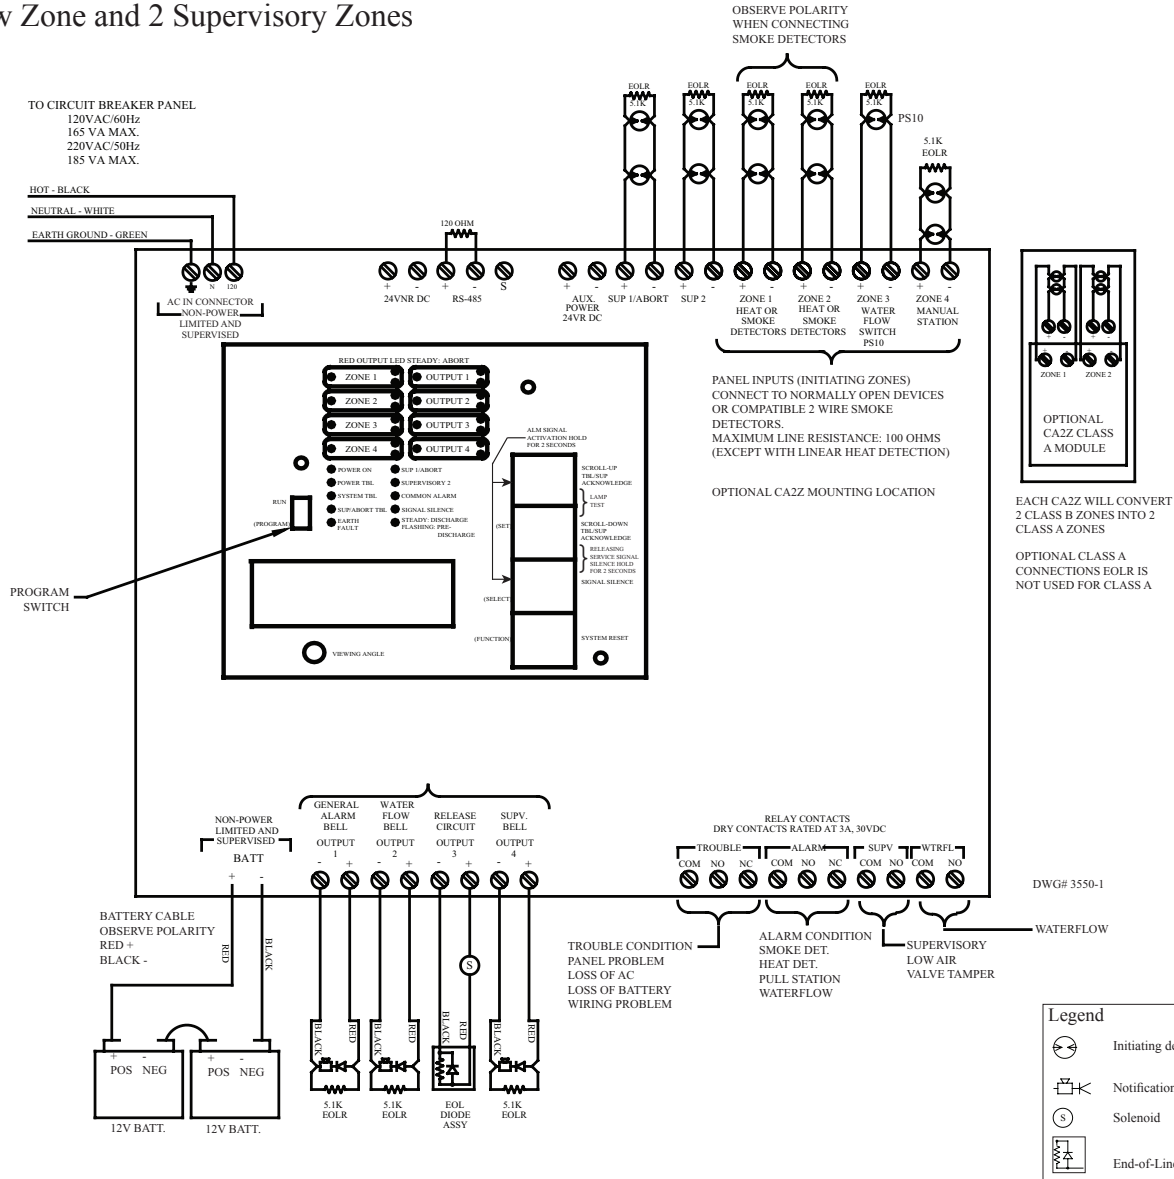 w Zone and 2 Supervisory Zones
OBSERVE POLARITY
WHEN CONNECTING
SMOKE DETECTORS
TO CIRCUIT BREAKER PANEL
120VAC/60Hz
165 VA MAX.
220VAC/50Hz
185 VA MAX.
HOT - BLACK
NEUTRAL - WHITE
EARTH GROUND - GREEN
EOLR EOLR EOLR EOLR EOLR
5.1K 5.1K 5.1K 5.1K 5.1K
PS10
5.1K
EOLR
120 OHM
N 120
AC IN CONNECTOR
NON-POWER
LIMITED AND
SUPERVISED
+ - + - S
24VNR DC RS-485
+ - + - + - + - + - + - + -
AUX.
POWER
24VR DC
SUP 1/ABORT
SUP 2
ZONE 1
HEAT OR
SMOKE
DETECTORS
ZONE 2
HEAT OR
SMOKE
DETECTORS
ZONE 3
WATER
FLOW
SWITCH
PS10
ZONE 4
MANUAL
STATION
PANEL INPUTS (INITIATING ZONES)
CONNECT TO NORMALLY OPEN DEVICES
OR COMPATIBLE 2 WIRE SMOKE
DETECTORS.
MAXIMUM LINE RESISTANCE: 100 OHMS
(EXCEPT WITH LINEAR HEAT DETECTION)
OPTIONAL CA2Z MOUNTING LOCATION
+ - + -
+ - + -
ZONE 1 ZONE 2
OPTIONAL
CA2Z CLASS
A MODULE
EACH CA2Z WILL CONVERT
2 CLASS B ZONES INTO 2
CLASS A ZONES
OPTIONAL CLASS A
CONNECTIONS EOLR IS
NOT USED FOR CLASS A
RED OUTPUT LED STEADY: ABORT
ZONE 1 OUTPUT 1
ZONE 2 OUTPUT 2
ZONE 3 OUTPUT 3
ZONE 4 OUTPUT 4
POWER ON SUP 1/ABORT
POWER TBL SUPERVISORY 2
SYSTEM TBL COMMON ALARM
SUP/ABORT TBL SIGNAL SILENCE
EARTH
FAULT
STEADY: DISCHARGE
FLASHING: PRE-
DISCHARGE
RUN
(PROGRAM)
PROGRAM
SWITCH
VIEWING ANGLE
ALM SIGNAL
ACTIVATION HOLD
FOR 2 SECONDS
SCROLL-UP
TBL/SUP
ACKNOWLEDGE
LAMP
TEST
(SET)
SCROLL-DOWN
TBL/SUP
ACKNOWLEDGE
RELEASING
SERVICE SIGNAL
SILENCE HOLD
FOR 2 SECONDS
SIGNAL SILENCE
(SELECT)
(FUNCTION)
SYSTEM RESET
NON-POWER
LIMITED AND
SUPERVISED
BATT
+ -
GENERAL
ALARM
BELL
OUTPUT
1
- +
WATER
FLOW
BELL
OUTPUT
2
- +
RELEASE
CIRCUIT
OUTPUT
3
- +
SUPV.
BELL
OUTPUT
4
- +
RELAY CONTACTS
DRY CONTACTS RATED AT 3A, 30VDC
TROUBLE ALARM SUPV WTRFL
COM NO NC COM NO NC COM NO COM NO
DWG# 3550-1
BATTERY CABLE
OBSERVE POLARITY
RED +
BLACK -
RED
BLACK
+ - + -
POS NEG POS NEG
12V BATT. 12V BATT.
S
BLACK RED BLACK RED BLACK RED BLACK RED
5.1K
EOLR
5.1K
EOLR
EOL
DIODE
ASSY
5.1K
EOLR
TROUBLE CONDITION
PANEL PROBLEM
LOSS OF AC
LOSS OF BATTERY
WIRING PROBLEM
ALARM CONDITION
SMOKE DET.
HEAT DET.
PULL STATION
WATERFLOW
SUPERVISORY
LOW AIR
VALVE TAMPER
WATERFLOW
Legend
Initiating de
Notification
S Solenoid
End-of-Lin